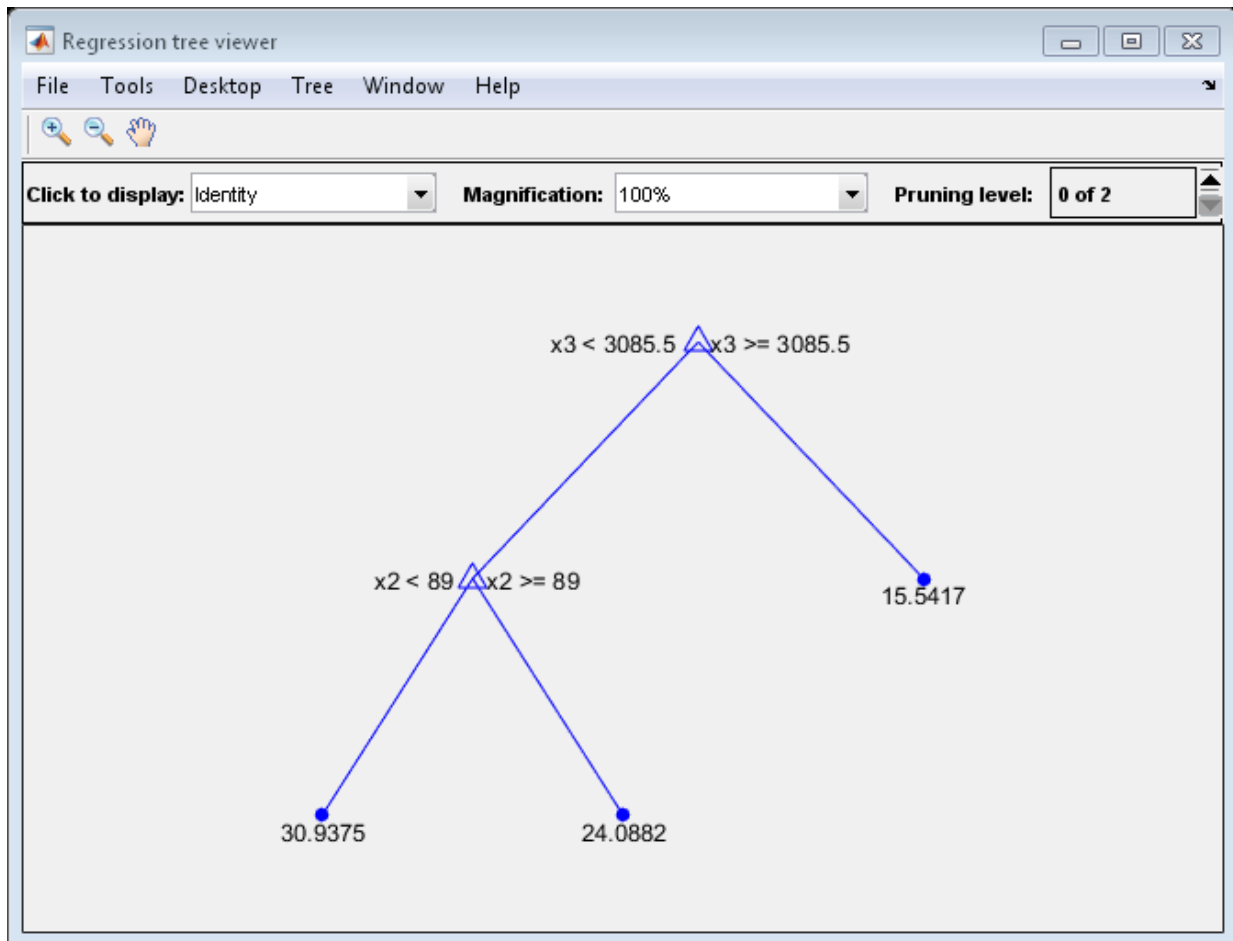 Regression tree viewer
File Tools Desktop Tree Window Help
Click to display: Identity Magnification: 100% Pruning level: 0 of 2
x3 < 3085.5 x3 >= 3085.5
x2 < 89 x2 >= 89
15.5417
30.9375 24.0882